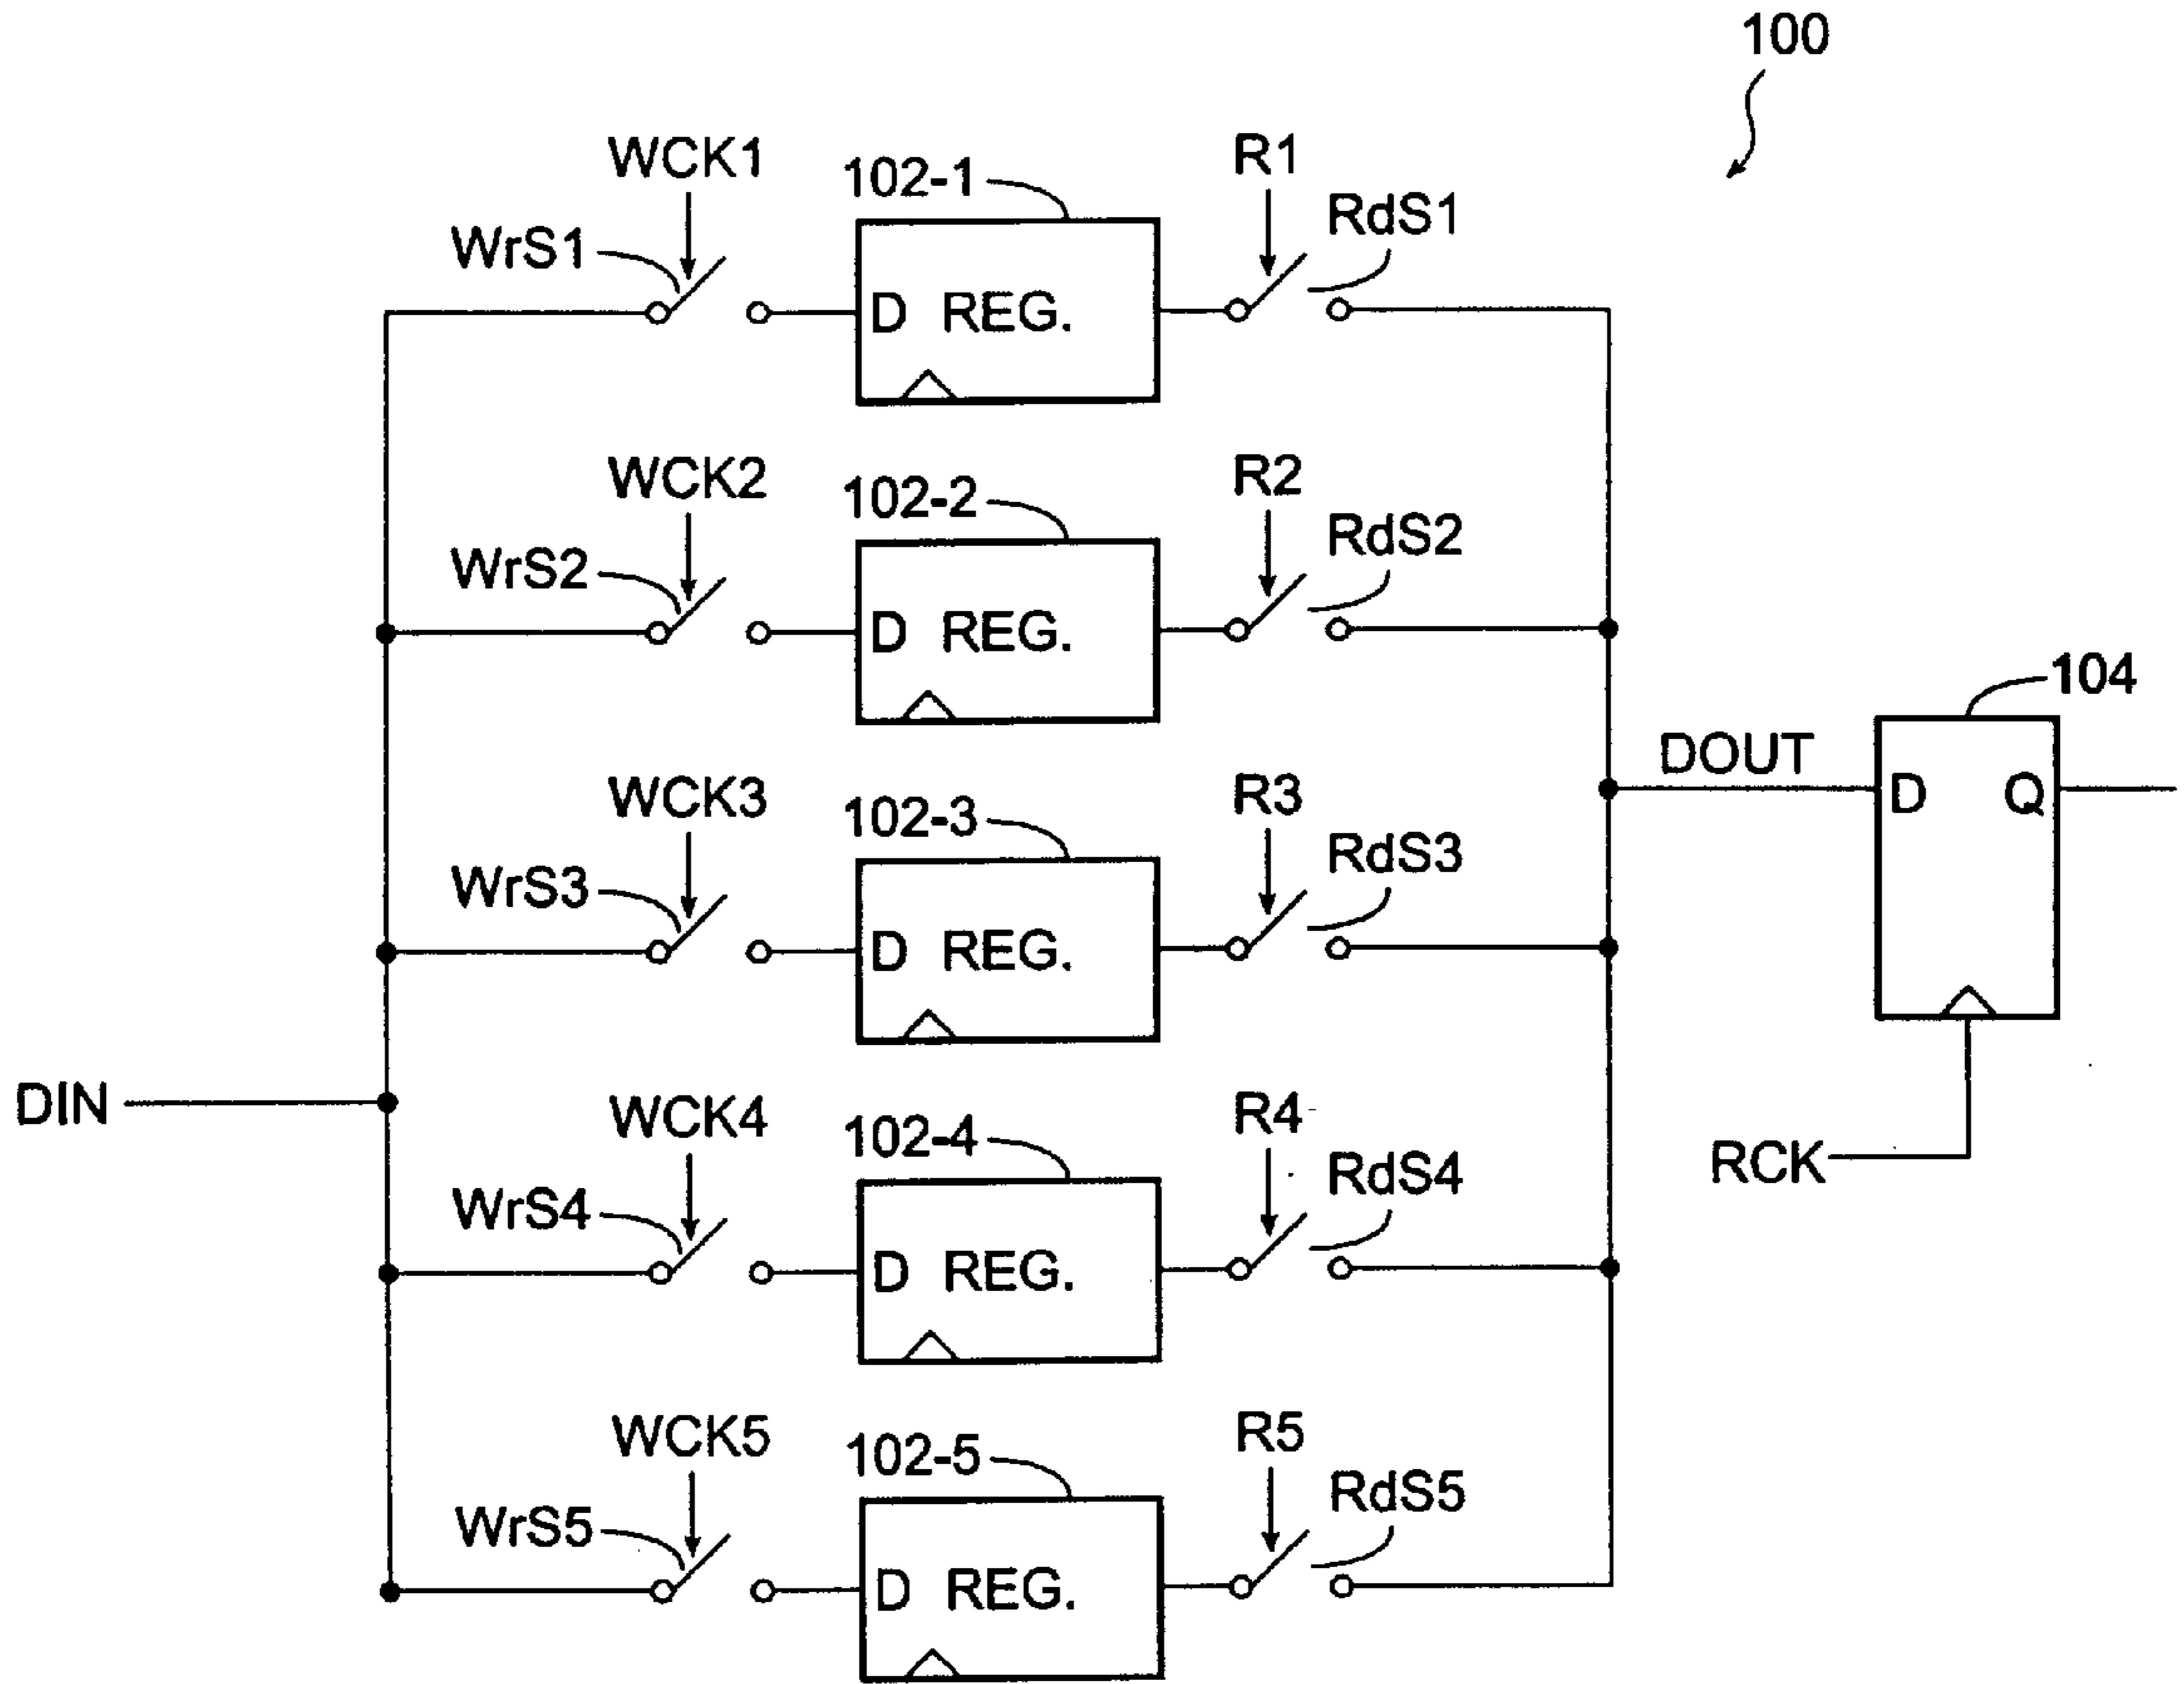 100
WCK1
102-1
R1
WrS1
RdS1
D REG.
WCK2
102-2
R2
WrS2
RdS2
D REG.
104
DOUT
D Q
WCK3
102-3
R3
WrS3
RdS3
D REG.
DIN
WCK4
102-4
R4
RCK
WrS4
RdS4
D REG.
WCK5
102-5
R5
WrS5
RdS5
D REG.